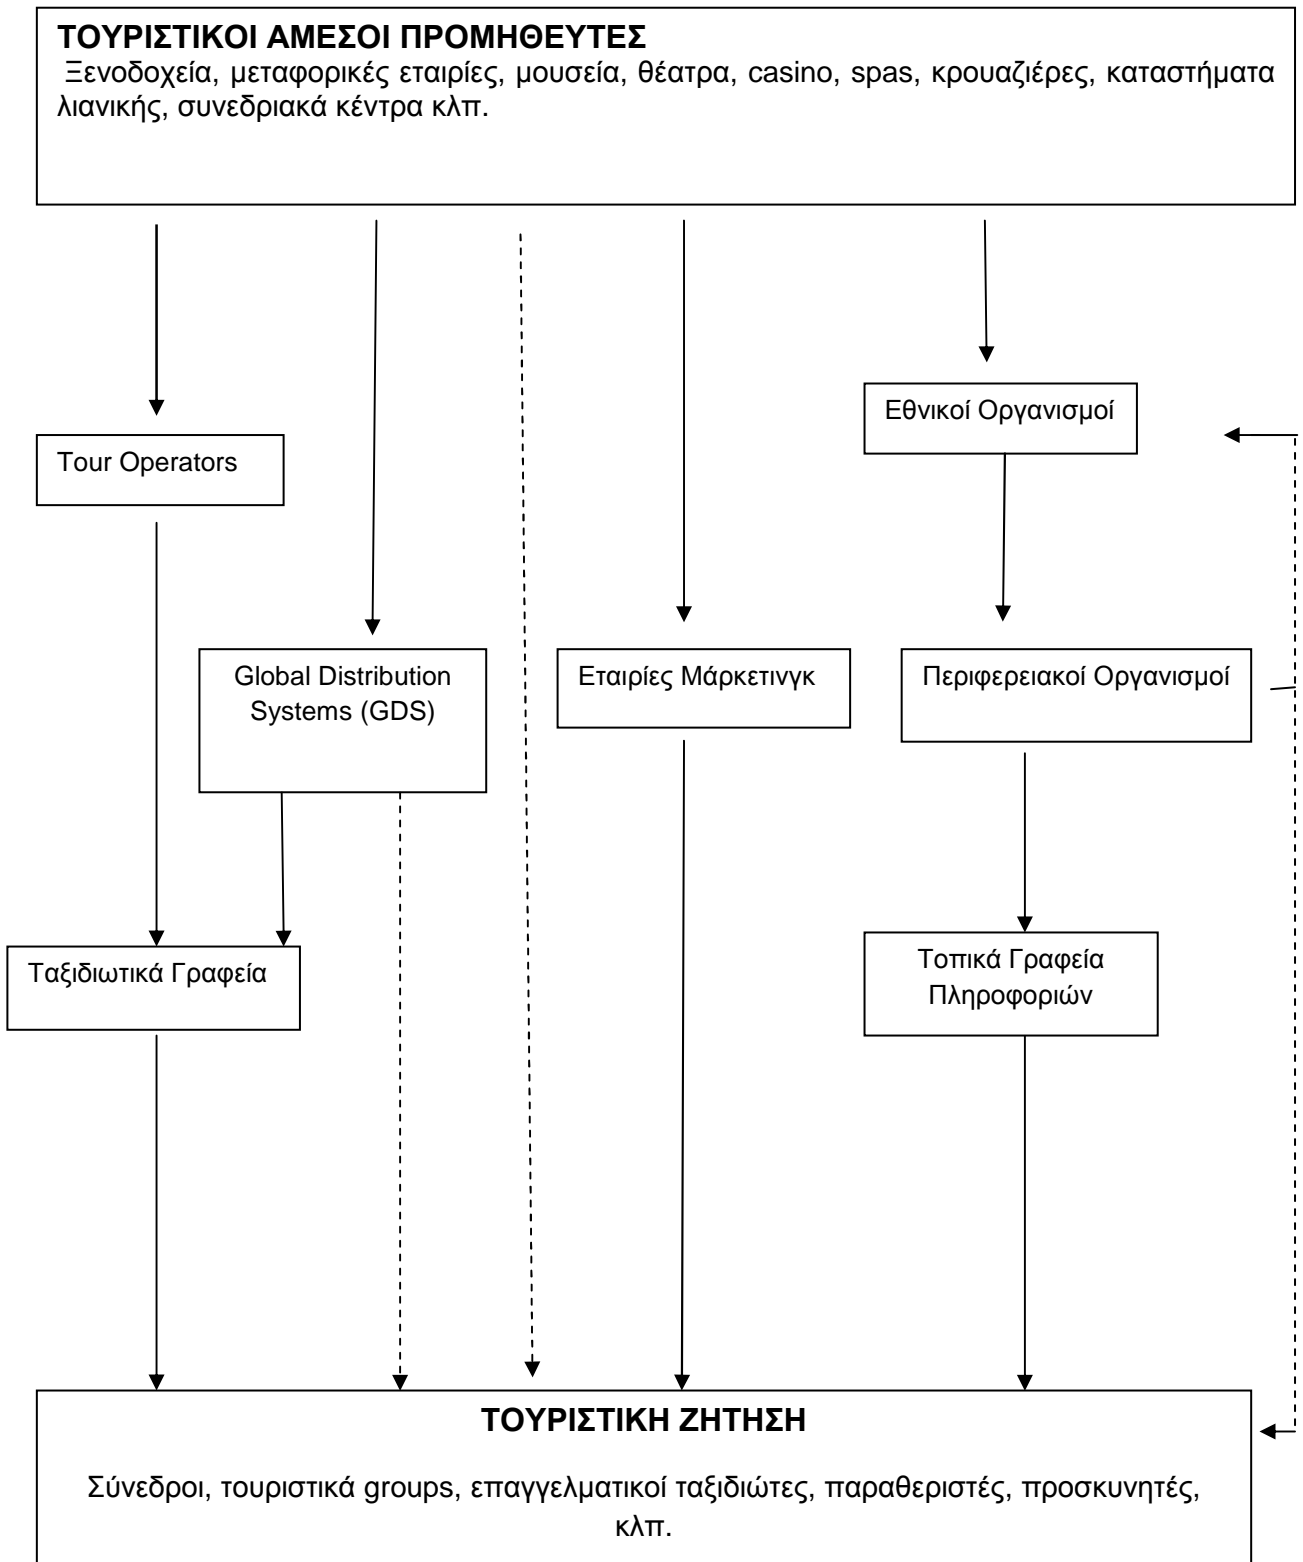 ΤΟΥΡΙΣΤΙΚΟΙ ΑΜΕΣΟΙ ΠΡΟΜΗΘΕΥΤΕΣ
Ξενοδοχεία, μεταφορικές εταιρίες, μουσεία, θέατρα, casino, spas, κρουαζιέρες, καταστήματα
λιανικής, συνεδριακά κέντρα κλπ.
Εθνικοί Οργανισμοί
Tour Operators
Global Distribution
Systems (GDS)
Εταιρίες Μάρκετινγκ
Περιφερειακοί Οργανισμοί
Ταξιδιωτικά Γραφεία
Τοπικά Γραφεία
Πληροφοριών
ΤΟΥΡΙΣΤΙΚΗ ΖΗΤΗΣΗ
Σύνεδροι, τουριστικά groups, επαγγελματικοί ταξιδιώτες, παραθεριστές, προσκυνητές,
κλπ.